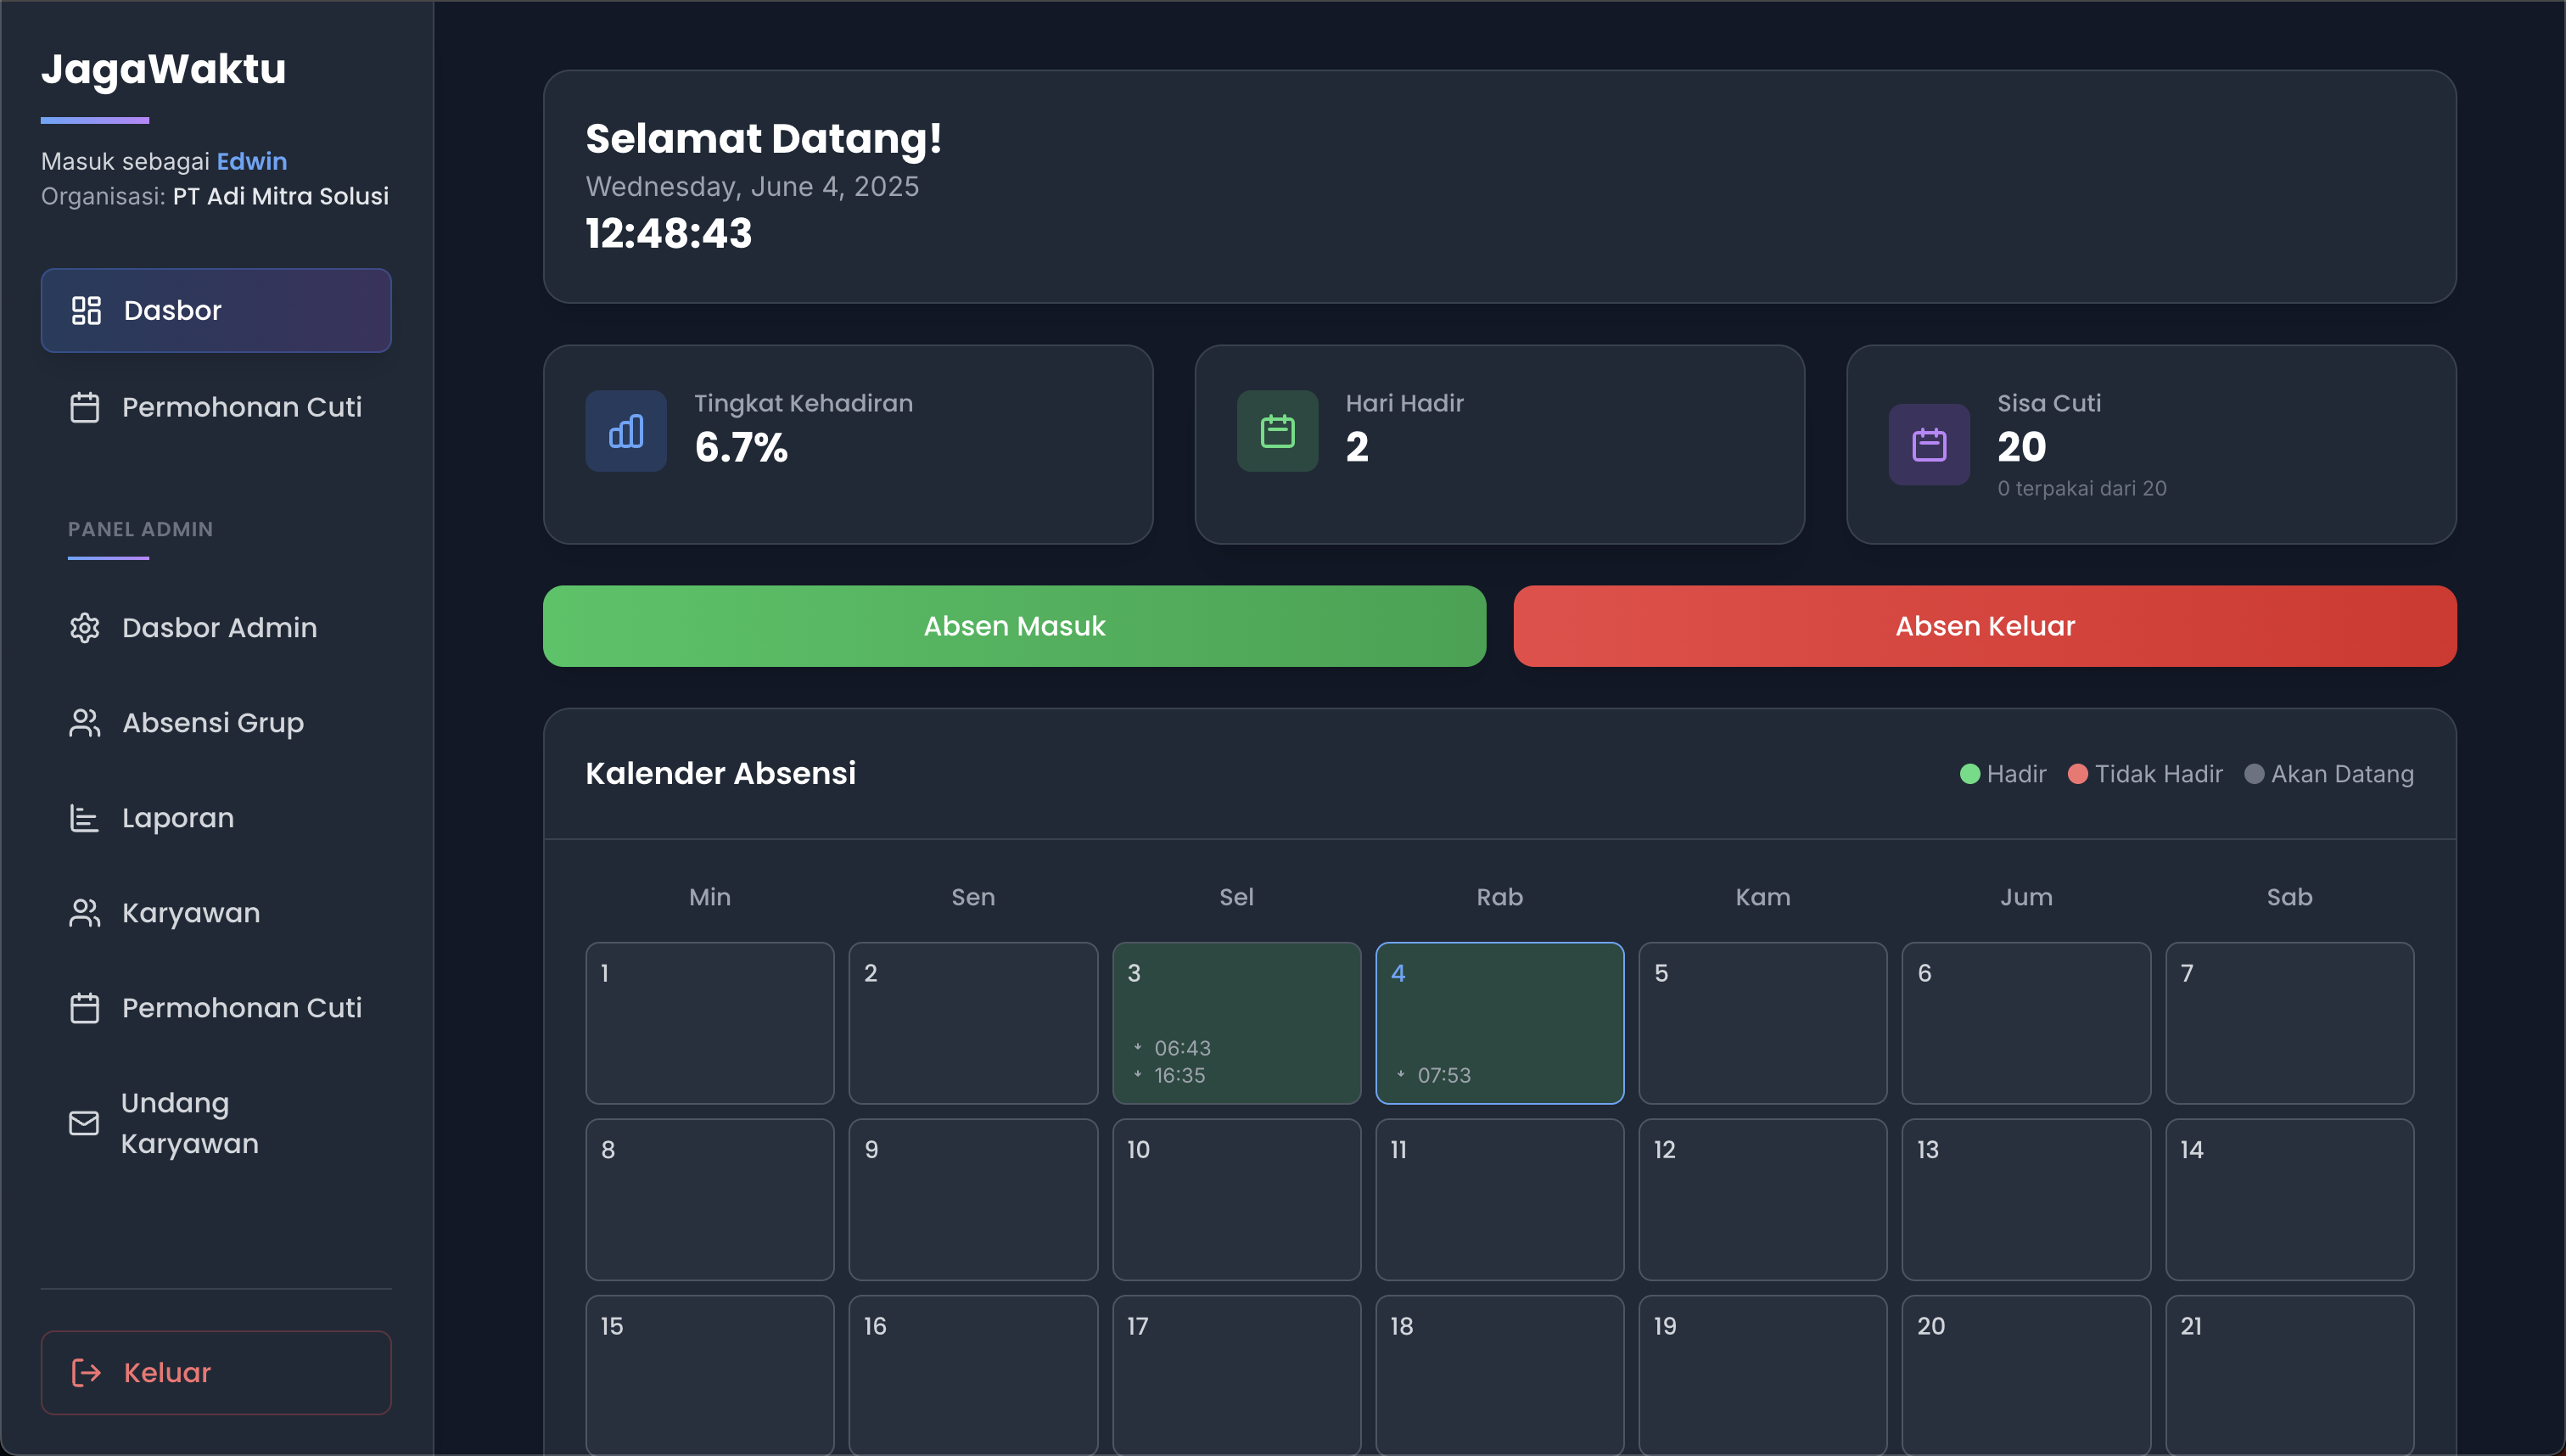 JagaWaktu
Masuk sebagai Edwin
Organisasi: PT Adi Mitra Solusi
Dasbor
Permohonan Cuti
PANEL ADMIN
Dasbor Admin
Absensi Grup
Laporan
Karyawan
Permohonan Cuti
Undang
Karyawan
Keluar
Selamat Datang!
Wednesday, June 4, 2025
12:48:43
Tingkat Kehadiran
6.7%
Hari Hadir
2
Sisa Cuti
20
0 terpakai dari 20
Absen Masuk
Absen Keluar
Kalender Absensi
Hadir Tidak Hadir Akan Datang
Min Sen Sel Rab Kam Jum Sab
1 2 3 4 5 6 7
06:43
16:35 07:53
8 9 10 11 12 13 14
15 16 17 18 19 20 21